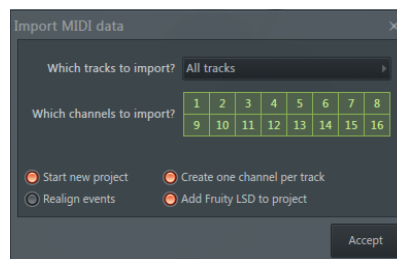 Import MIDI data
Which tracks to import? All tracks
Which channels to import?
1 2 3 4 5 6 7 8
9 10 11 12 13 14 15 16
Start new project Create one channel per track
Realign events Add Fruity LSD to project
Accept